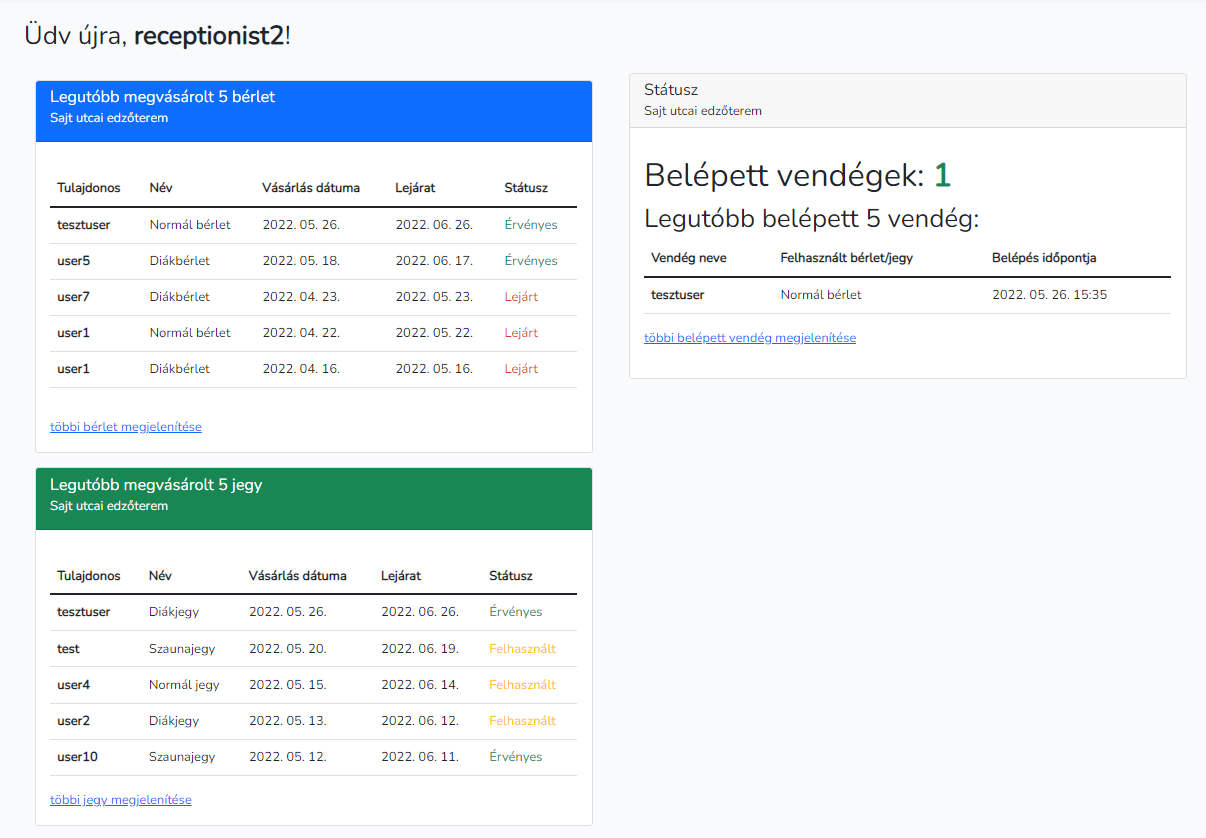 Üdv újra, receptionist2!
Legutóbb megvásárolt 5 bérlet
Sajt utcai edzőterem
Tulajdonos Név Vásárlás dátuma Lejárat Státusz
tesztuser Normál bérlet 2022. 05. 26. 2022. 06. 26. Érvényes
user5 Diákbérlet 2022. 05. 18. 2022. 06. 17. Érvényes
user7 Diákbérlet 2022. 04. 23. 2022. 05. 23. Lejárt
user1 Normál bérlet 2022. 04. 22. 2022. 05. 22. Lejárt
user1 Diákbérlet 2022. 04. 16. 2022. 05. 16. Lejárt
többi bérlet megjelenítése
Legutóbb megvásárolt 5 jegy
Sajt utcai edzőterem
Tulajdonos Név Vásárlás dátuma Lejárat Státusz
tesztuser Diákjegy 2022. 05. 26. 2022. 06. 26. Érvényes
test Szaunajegy 2022. 05. 20. 2022. 06. 19. Felhasznált
user4 Normál jegy 2022. 05. 15. 2022. 06. 14. Felhasznált
user2 Diákjegy 2022. 05. 13. 2022. 06. 12. Felhasznált
user10 Szaunajegy 2022. 05. 12. 2022. 06. 11. Érvényes
többi jegy megjelenítése
Státusz
Sajt utcai edzőterem
Belépett vendégek: 1
Legutóbb belépett 5 vendég:
Vendég neve Felhasznált bérlet/jegy Belépés időpontja
tesztuser Normál bérlet 2022. 05. 26. 15:35
többi belépett vendég megjelenítése